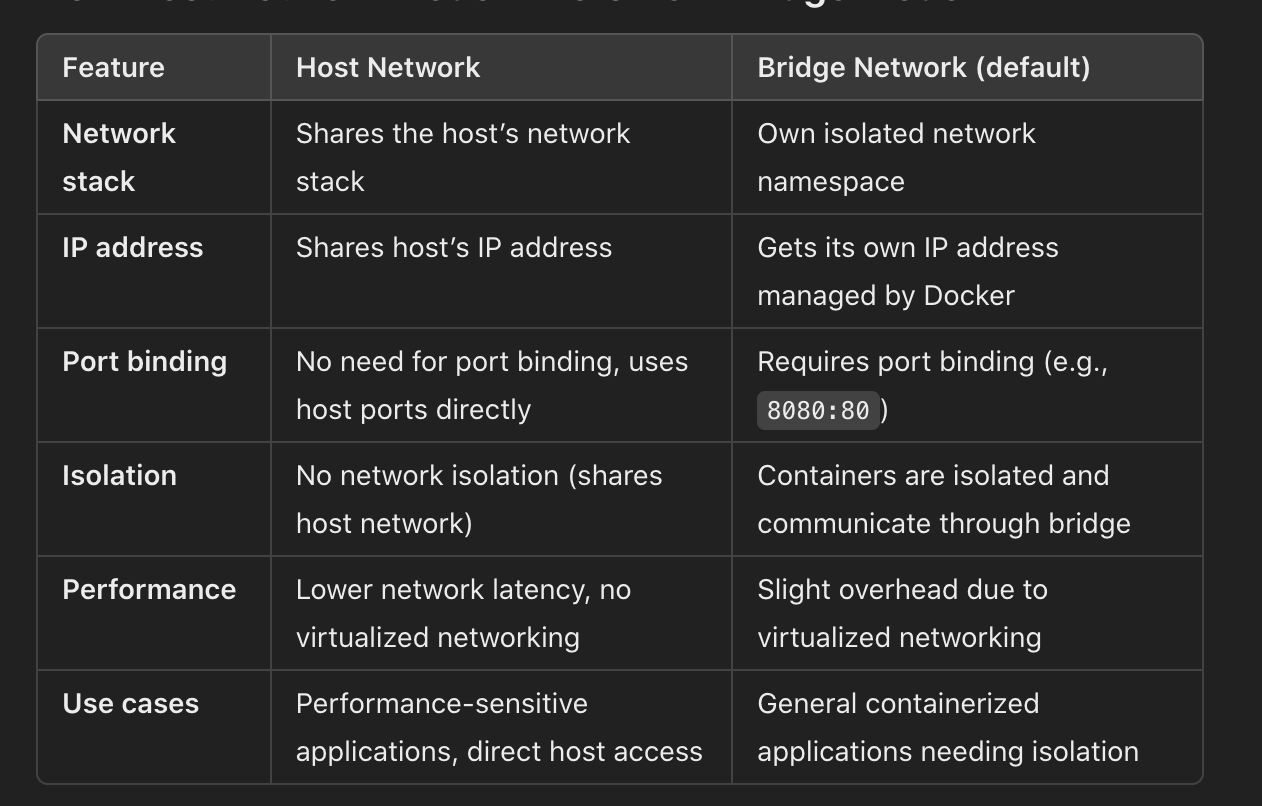 Feature Host Network Bridge Network (default)
Network Shares the host’s network Own isolated network
stack stack namespace
IP address Shares host’s IP address Gets its own IP address
managed by Docker
Port binding No need for port binding, uses Requires port binding (e.g.,
host ports directly 8080:80 )
Isolation No network isolation (shares Containers are isolated and
host network) communicate through bridge
Performance Lower network latency, no Slight overhead due to
virtualized networking virtualized networking
Use cases Performance-sensitive General containerized
applications, direct host access applications needing isolation